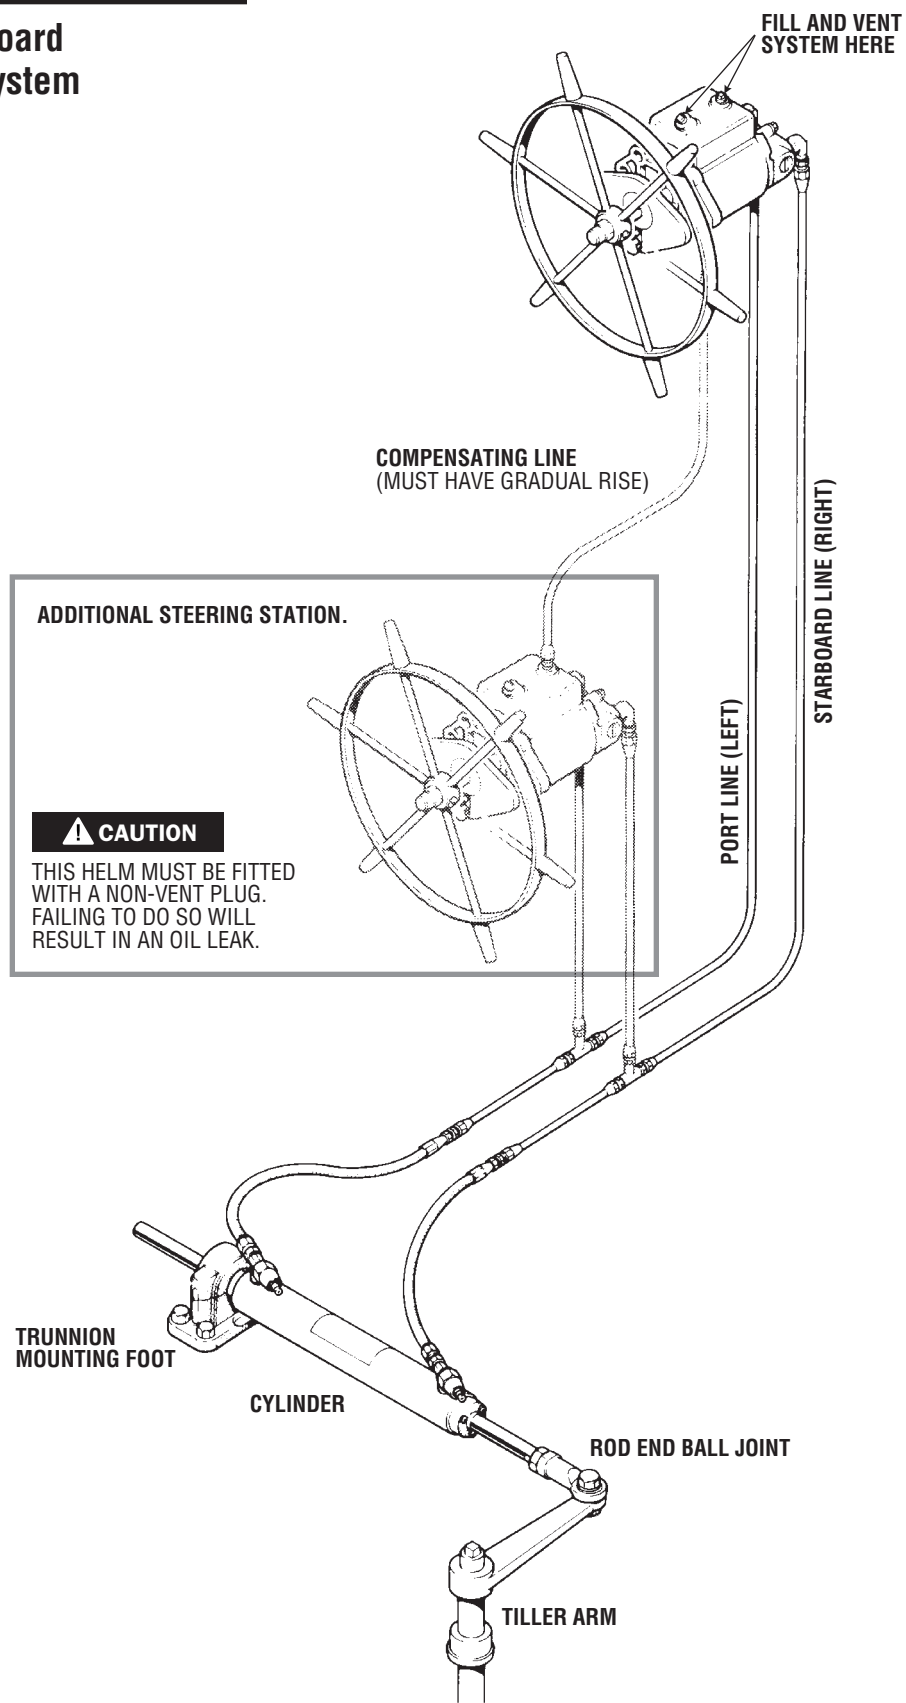 ystem
FILL AND VENT
SYSTEM HERE
COMPENSATING LINE
(MUST HAVE GRADUAL RISE)
STARBOARD LINE (RIGHT)
PORT LINE (LEFT)
ADDITIONAL STEERING STATION.
CAUTION
THIS HELM MUST BE FITTED
WITH A NON-VENT PLUG.
FAILING TO DO SO WILL
RESULT IN AN OIL LEAK.
TRUNNION
MOUNTING FOOT
CYLINDER
ROD END BALL JOINT
TILLER ARM